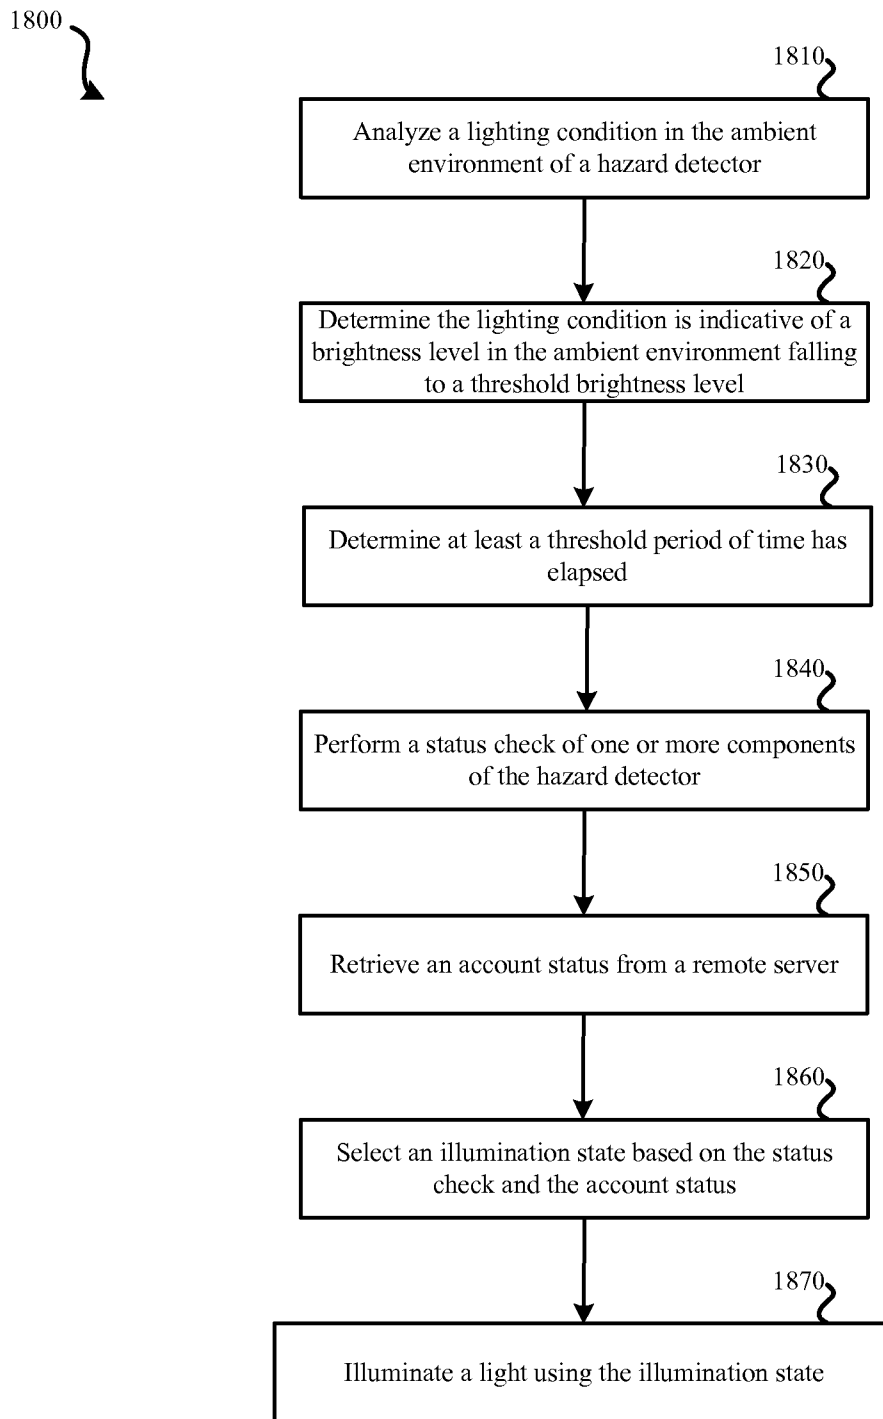 1800
1810
Analyze a lighting condition in the ambient
environment of a hazard detector
1820
Determine the lighting condition is indicative of a
brightness level in the ambient environment falling
to a threshold brightness level
1830
Determine at least a threshold period of time has
elapsed
1840
Perform a status check of one or more components
of the hazard detector
1850
Retrieve an account status from a remote server
1860
Select an illumination state based on the status
check and the account status
1870
Illuminate a light using the illumination state